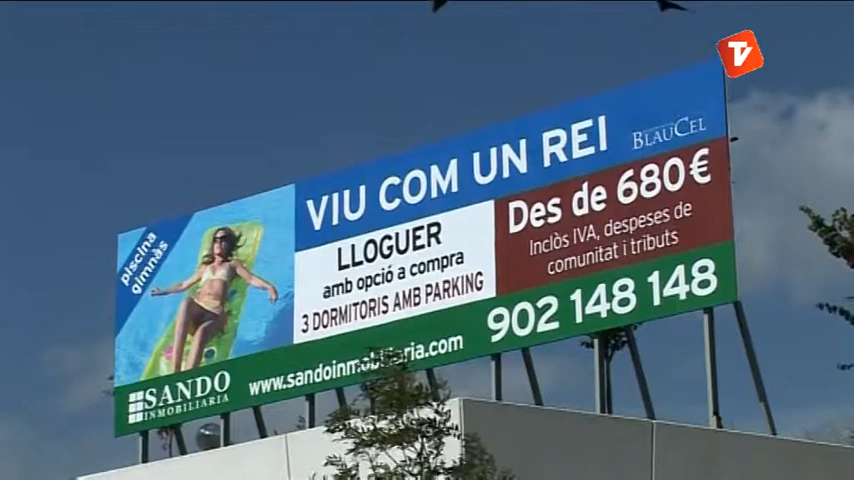 TV
piscina
gimnàs
VIU COM UN REI
BLAUCEL
LLOGUER
amb opció a compra
3 DORMITORIS AMB PARKING
Des de 680€
Inclòs IVA, despeses de
comunitat i tributs
902 148 148
SANDO
INMOBILIARIA
www.sandoinmobiliaria.com